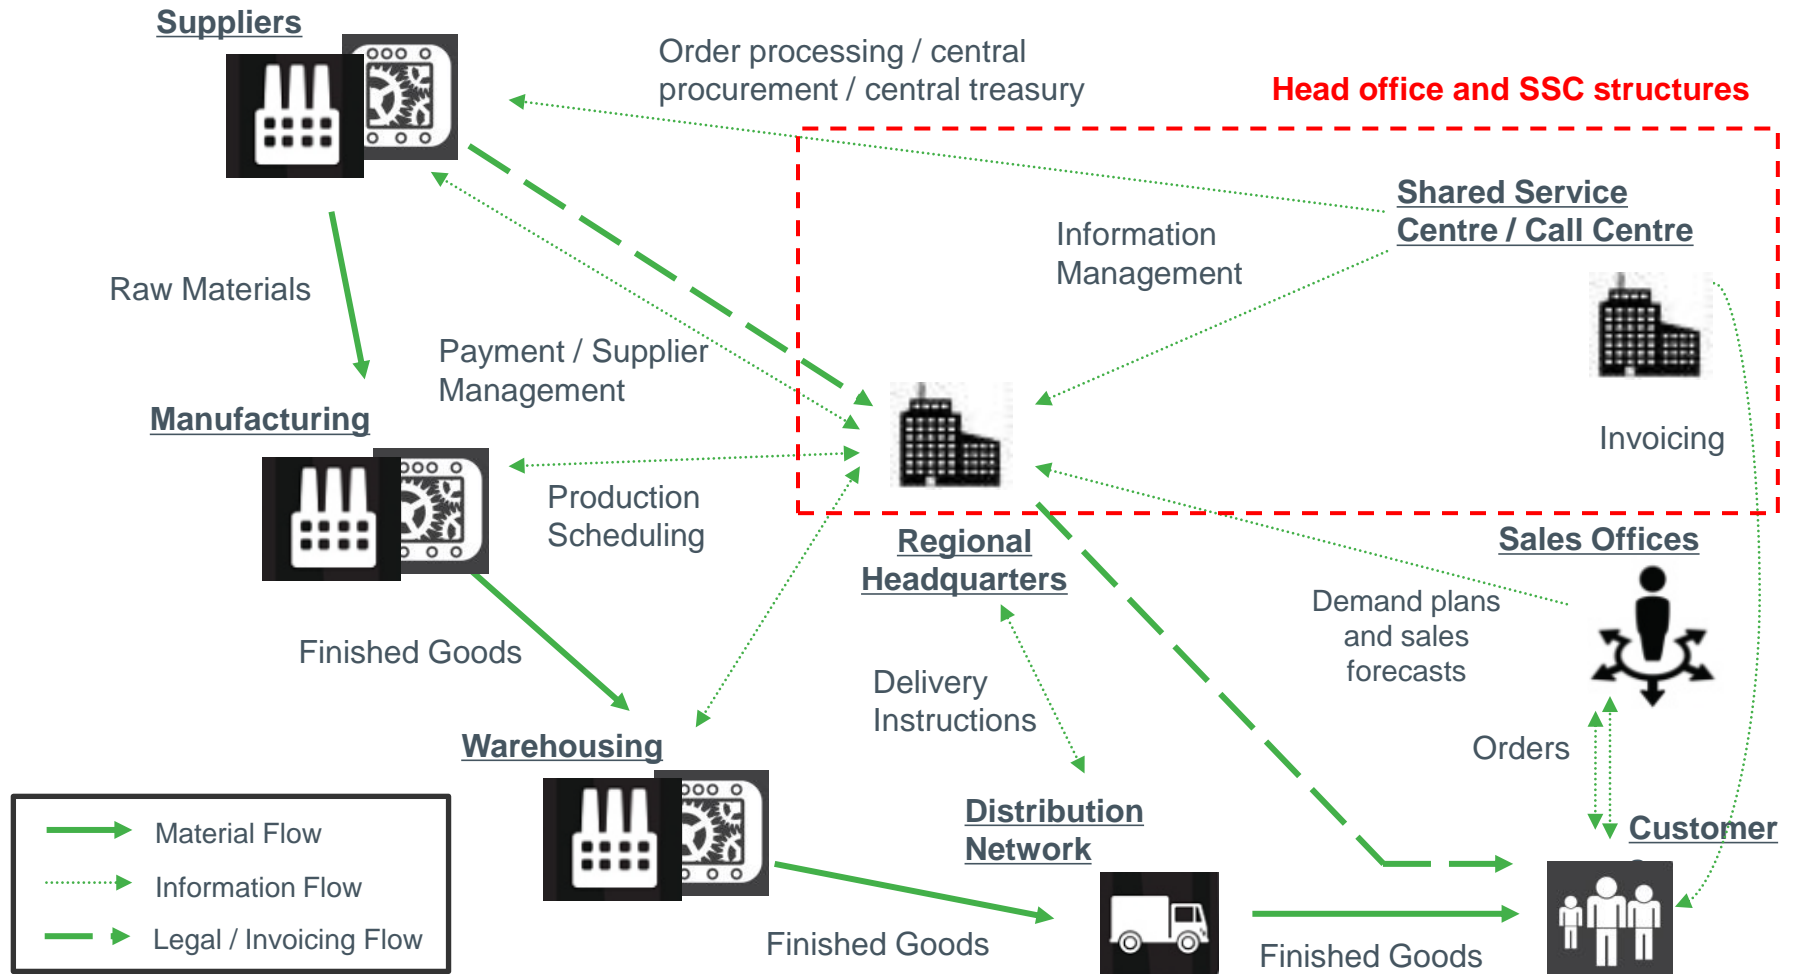 Suppliers
Order processing / central
procurement / central treasury
Head office and SSC structures
Shared Service
Centre / Call Centre
Information
Management
Raw Materials
Payment / Supplier
Management
Manufacturing
Invoicing
Production
Scheduling
Regional
Headquarters
Sales Offices
Demand plans
and sales
forecasts
Finished Goods
Delivery
Instructions
Warehousing
Orders
Distribution
Network
Customer
Material Flow
Information Flow
Legal / Invoicing Flow
Finished Goods
Finished Goods